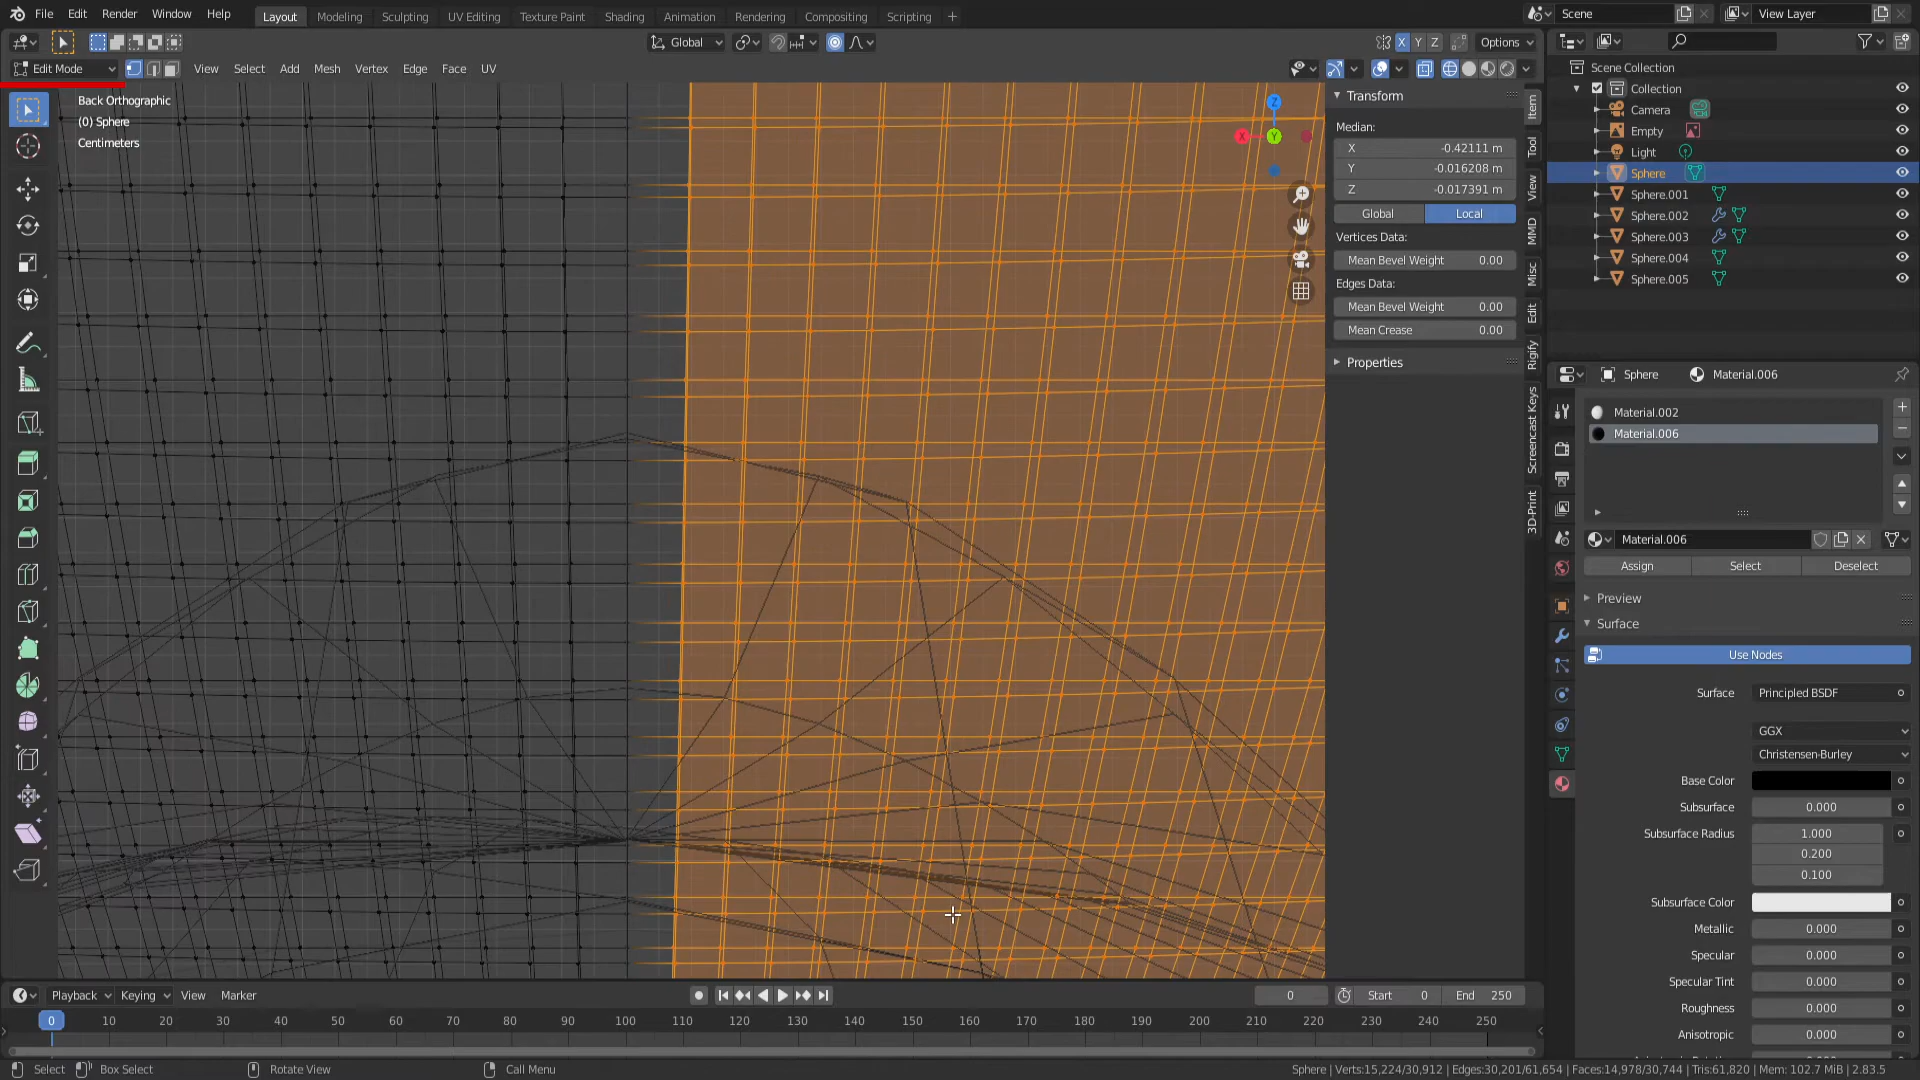 File Edit Render Window Help
Layout Modeling Sculpting UV Editing Texture Paint Shading Animation Rendering Compositing Scripting +
Scene
View Layer
Global
X Y Z
Options
Edit Mode
View Select Add Mesh Vertex Edge Face UV
Back Orthographic
(0) Sphere
Centimeters
Z
X
Y
Transform
Median:
X -0.42111 m
Y -0.016208 m
Z -0.017391 m
Global Local
Vertices Data:
Mean Bevel Weight 0.00
Edges Data:
Mean Bevel Weight 0.00
Mean Crease 0.00
Properties
Item
Tool
View
MMD
Misc
Edit
Rigify
Screencast Keys
3D-Print
Scene Collection
Collection
Camera
Empty
Light
Sphere
Sphere.001
Sphere.002
Sphere.003
Sphere.004
Sphere.005
Sphere Material.006
Material.002
Material.006
Material.006
Assign Select Deselect
Preview
Surface
Use Nodes
Surface Principled BSDF
GGX
Christensen-Burley
Base Color
Subsurface 0.000
Subsurface Radius 1.000
0.200
0.100
Subsurface Color
Metallic 0.000
Specular 0.000
Specular Tint 0.000
Roughness 0.000
Anisotropic 0.000
Playback Keying View Marker
0 Start 0 End 250
0 10 20 30 40 50 60 70 80 90 100 110 120 130 140 150 160 170 180 190 200 210 220 230 240 250
Select Box Select Rotate View Call Menu
Sphere | Verts:15,224/30,912 | Edges:30,201/61,654 | Faces:14,978/30,744 | Tris:61,820 | Mem: 102.7 MiB | 2.83.5